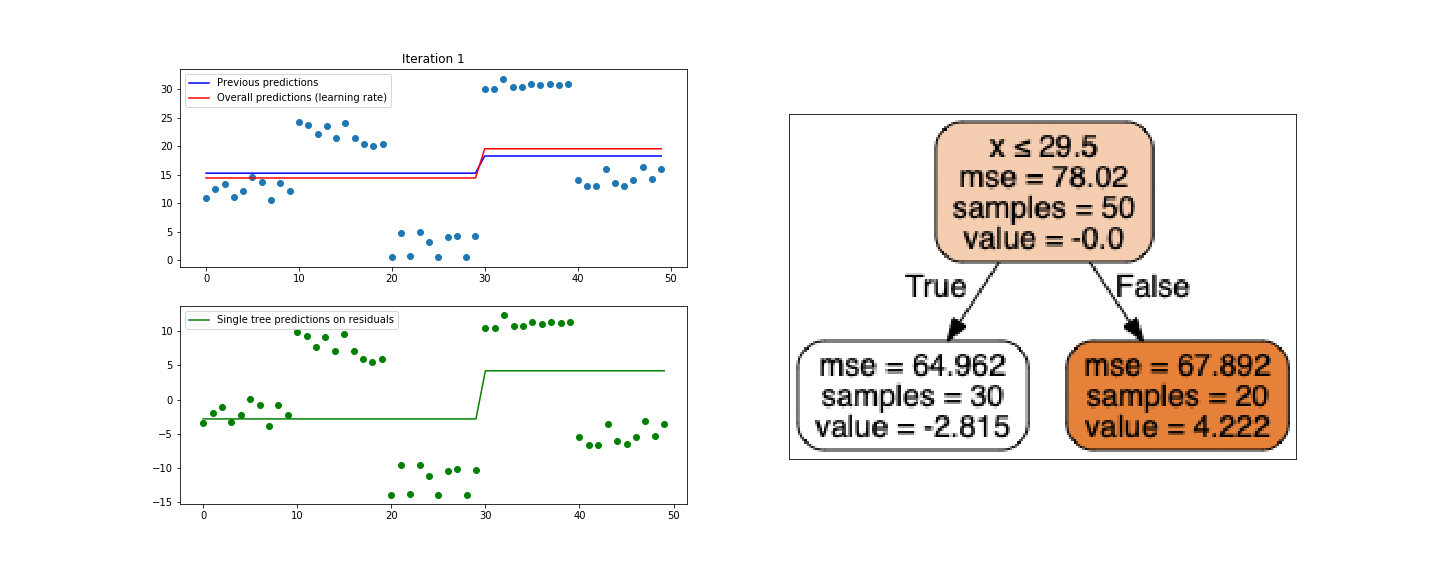 Iteration 1
Previous predictions
Overall predictions (learning rate)
30
25
20
15
10
5
0
0 10 20 30 40 50
Single tree predictions on residuals
10
5
0
−5
−10
−15
0 10 20 30 40 50
x ≤ 29.5
mse = 78.02
samples = 50
value = -0.0
True False
mse = 64.962
samples = 30
value = -2.815
mse = 67.892
samples = 20
value = 4.222